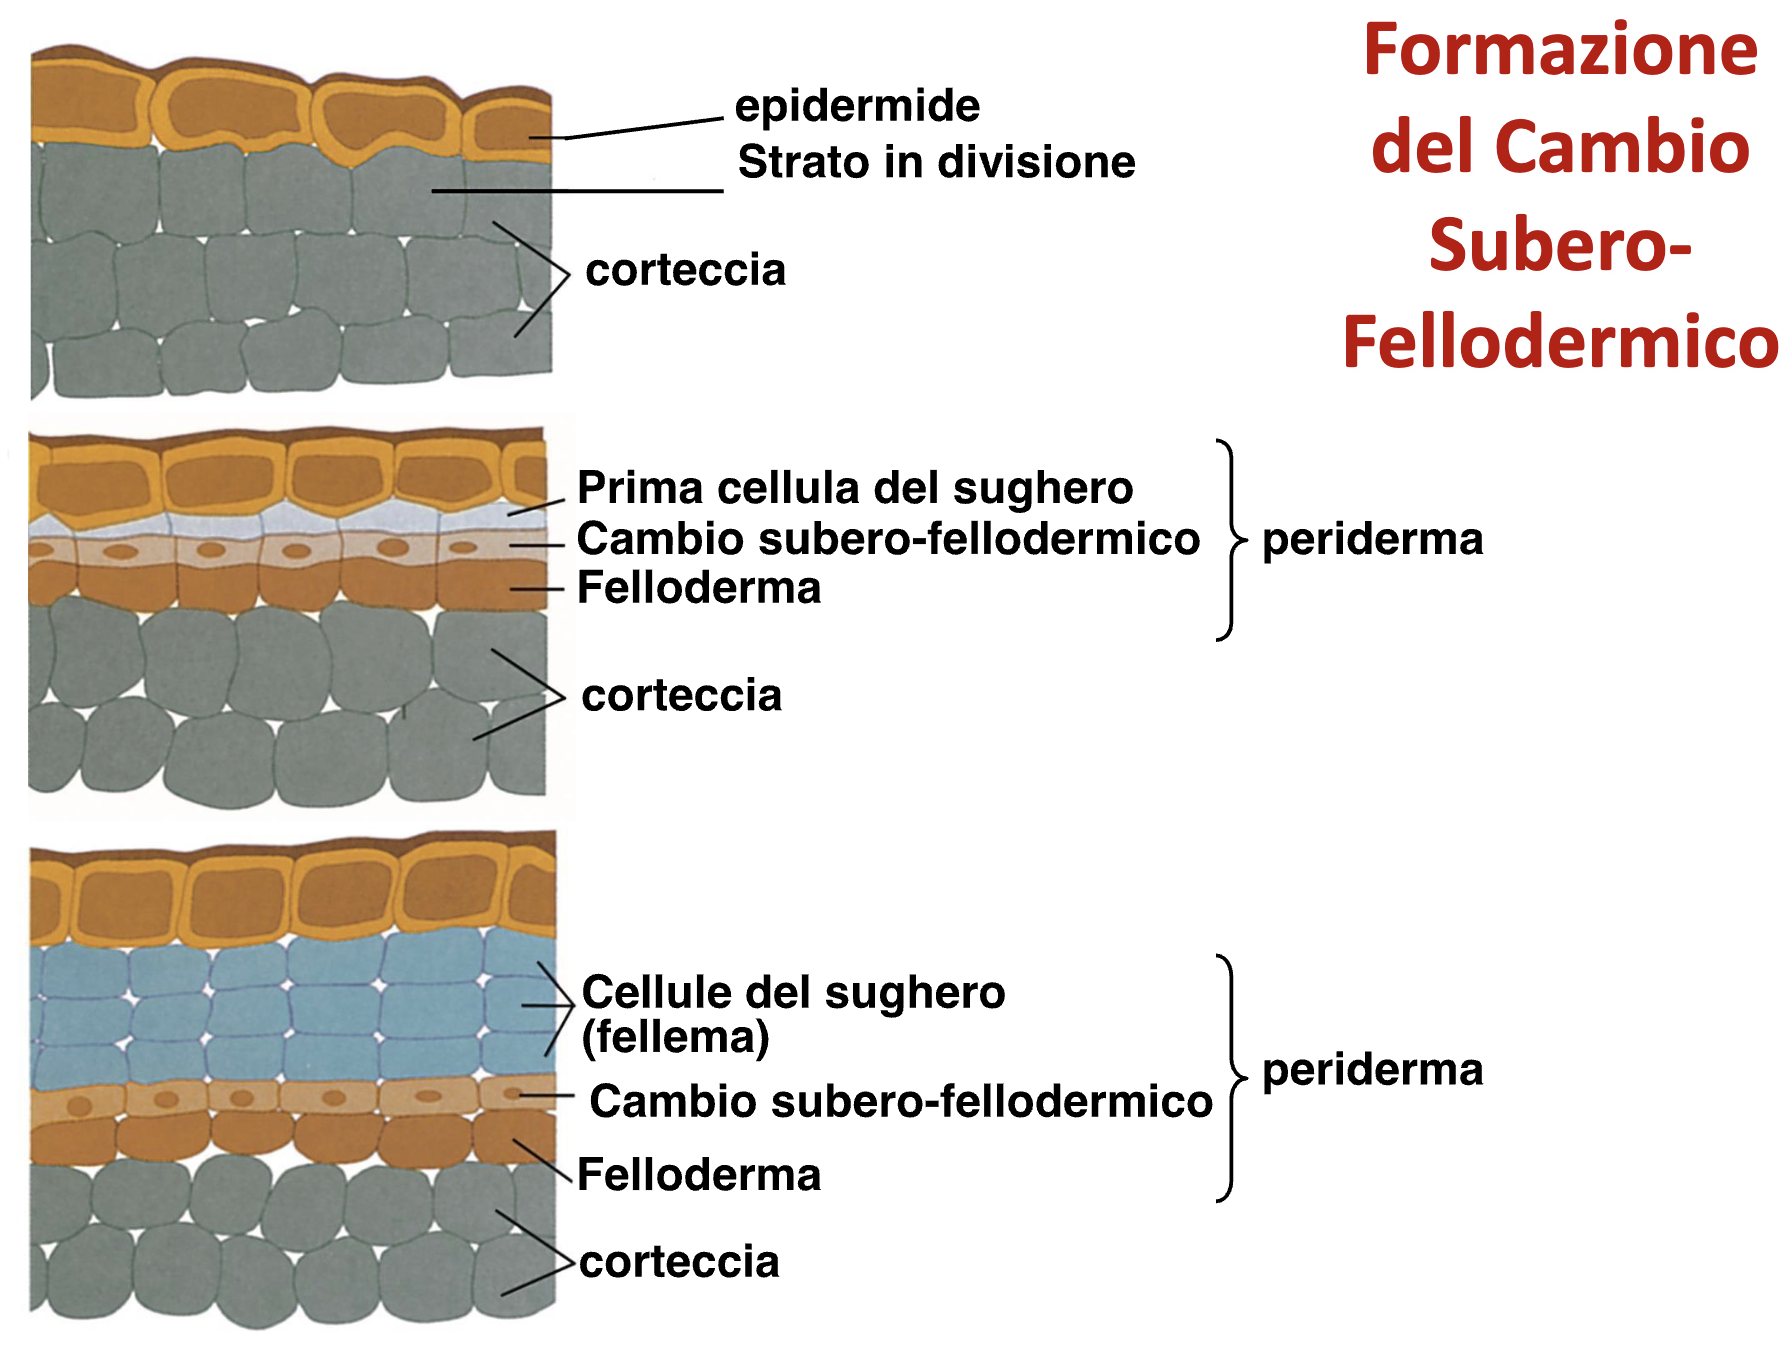 Formazione
del Cambio
Subero-
Fellodermico
epidermide
Strato in divisione
corteccia
Prima cellula del sughero
Cambio subero-fellodermico
Felloderma
periderma
corteccia
Cellule del sughero
(fellema)
Cambio subero-fellodermico
periderma
Felloderma
corteccia